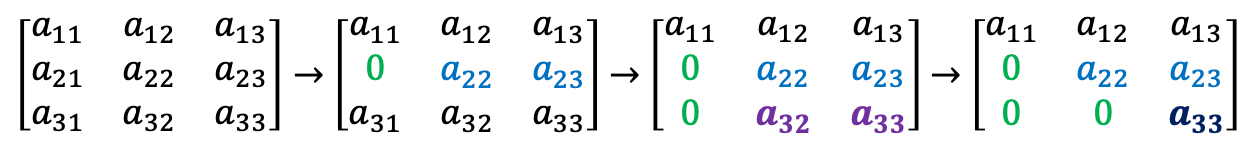 a₁₁ a₁₂ a₁₃ → a₁₁ a₁₂ a₁₃ → a₁₁ a₁₂ a₁₃ → a₁₁ a₁₂ a₁₃
a₂₁ a₂₂ a₂₃ → 0 a₂₂ a₂₃ → 0 a₂₂ a₂₃ → 0 a₂₂ a₂₃
a₃₁ a₃₂ a₃₃ → a₃₁ a₃₂ a₃₃ → 0 a₃₂ a₃₃ → 0 0 a₃₃